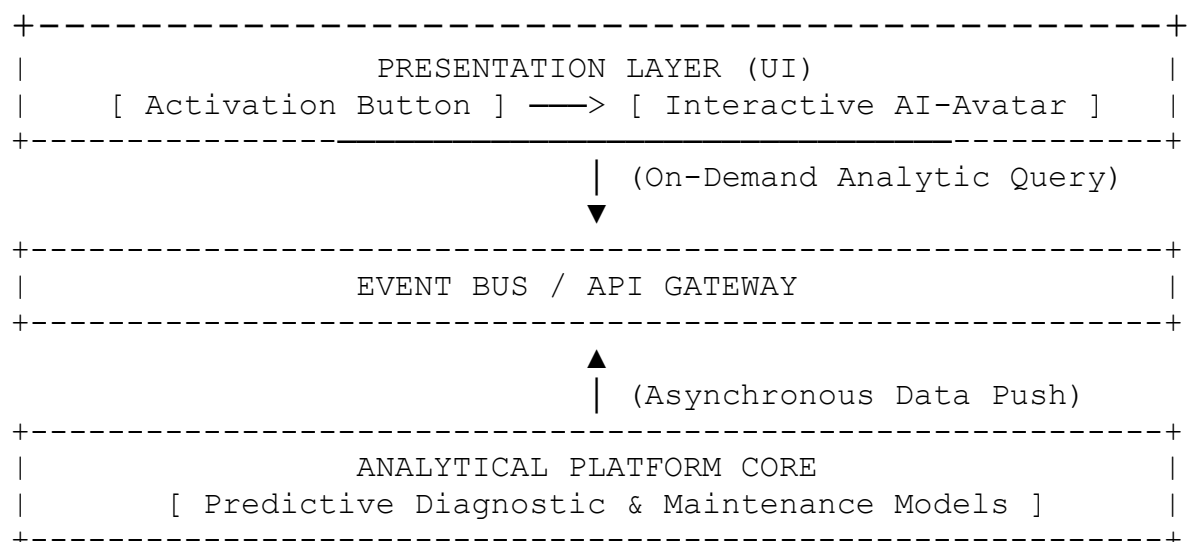 PRESENTATION LAYER (UI)
[ Activation Button ] ———> [ Interactive AI-Avatar ]
(On-Demand Analytic Query)
EVENT BUS / API GATEWAY
(Asynchronous Data Push)
ANALYTICAL PLATFORM CORE
[ Predictive Diagnostic & Maintenance Models ]